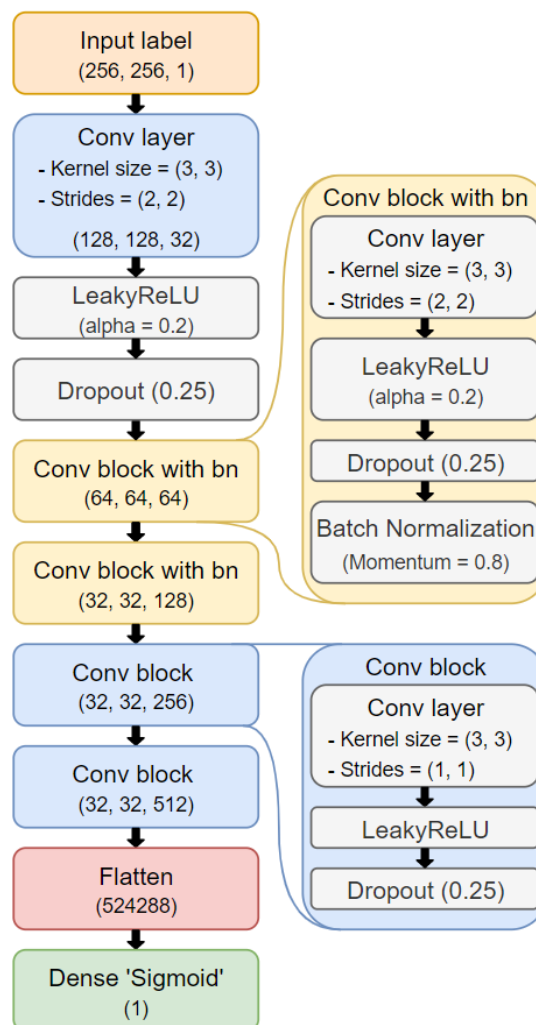 Input label
(256, 256, 1)
Conv layer
- Kernel size = (3, 3)
- Strides = (2, 2)
(128, 128, 32)
LeakyReLU
(alpha = 0.2)
Dropout (0.25)
Conv block with bn
(64, 64, 64)
Conv block with bn
(32, 32, 128)
Conv block
(32, 32, 256)
Conv block
(32, 32, 512)
Flatten
(524288)
Dense 'Sigmoid'
(1)
Conv block with bn
Conv layer
- Kernel size = (3, 3)
- Strides = (2, 2)
LeakyReLU
(alpha = 0.2)
Dropout (0.25)
Batch Normalization
(Momentum = 0.8)
Conv block
Conv layer
- Kernel size = (3, 3)
- Strides = (1, 1)
LeakyReLU
Dropout (0.25)